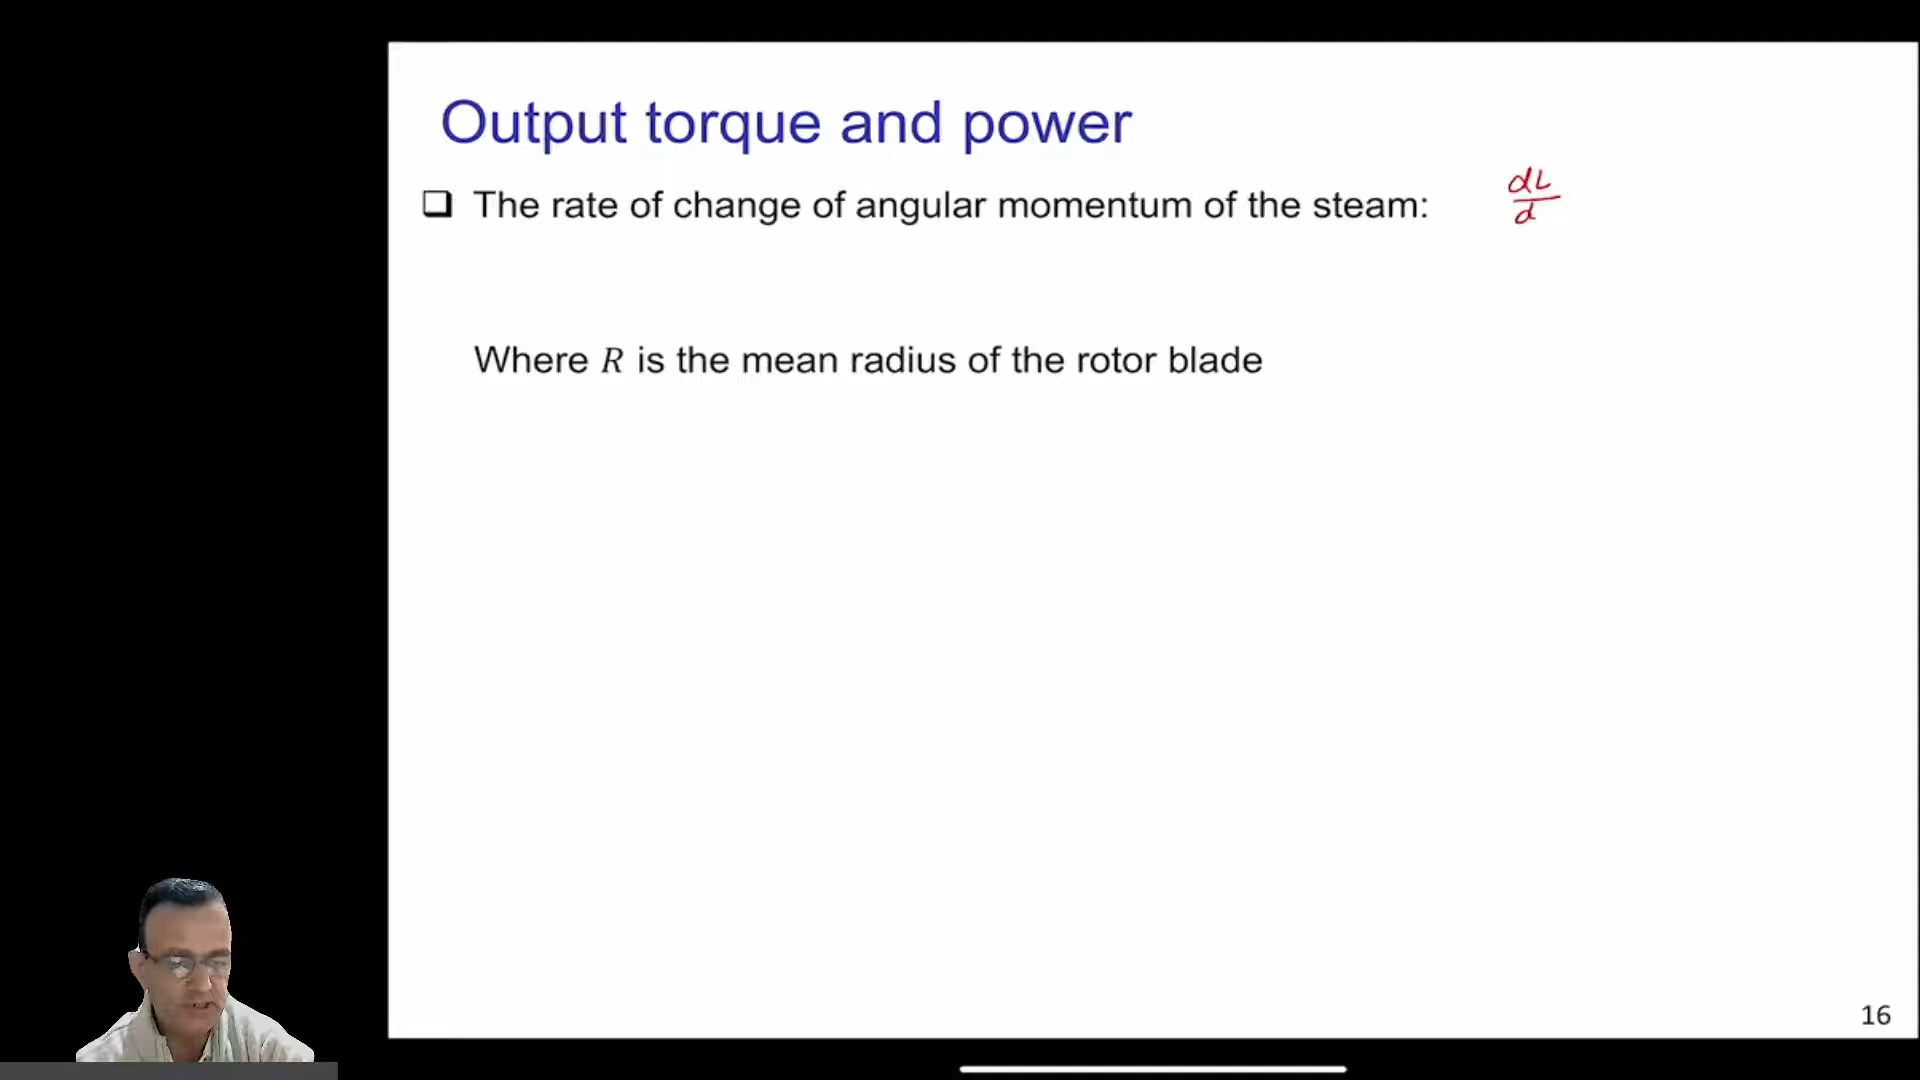 Output torque and power
The rate of change of angular momentum of the steam:
dL
d
Where R is the mean radius of the rotor blade
16